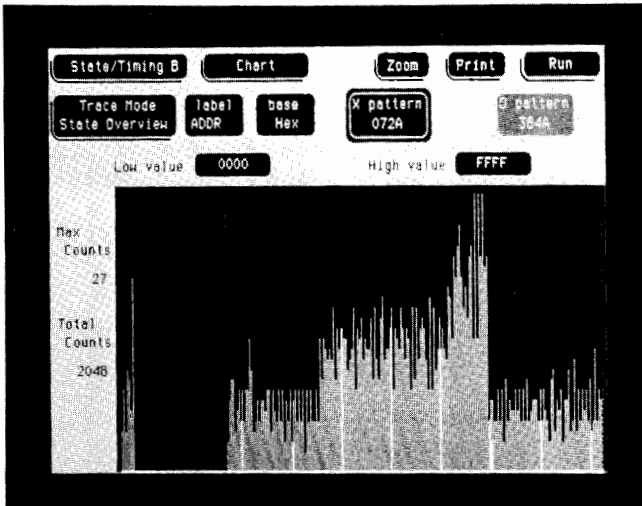 State/Timing B Chart Zoom Print Run
Trace Mode label base X pattern O pattern
State Overview ADDR Hex 072A 384A
Low value 0000 High value FFFF
Max
Counts
27
Total
Counts
2048